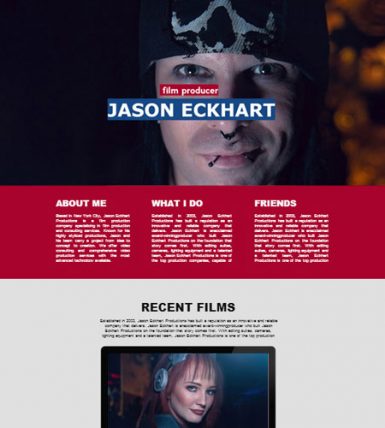 film producer
JASON ECKHART
ABOUT ME
Based in New York City, Jason Eckhart
Productions is a film production
company specializing in film production
and consulting services. Known for his
highly stylized productions, Jason and
his team carry a project from idea to
concept to creation. We offer video
consulting and comprehensive video
production services with the most
advanced technology available.
WHAT I DO
Established in 2003, Jason Eckhart
Productions has built a reputation as an
innovative and reliable company that
delivers. Jason Eckhart is anacclaimed
award-winningproducer who built Jason
Eckhart Productions on the foundation
that story comes first. With editing suites,
cameras, lighting equipment and a talented
team, Jason Eckhart Productions is one of
the top production companies, capable of
FRIENDS
Established in 2003, Jason Eckhart
Productions has built a reputation as an
innovative and reliable company that
delivers. Jason Eckhart is anacclaimed
award-winningproducer who built Jason
Eckhart Productions on the foundation
that story comes first. With editing suites,
cameras, lighting equipment and a talented
team, Jason Eckhart Productions is one of
the top production
RECENT FILMS
Established in 2003, Jason Eckhart Productions has built a reputation as an innovative and reliable
company that delivers. Jason Eckhart is anacclaimed award-winningproducer who built Jason
Eckhart Productions on the foundation that story comes first. With editing suites, cameras,
lighting equipment and a talented team, Jason Eckhart Productions is one of the top production